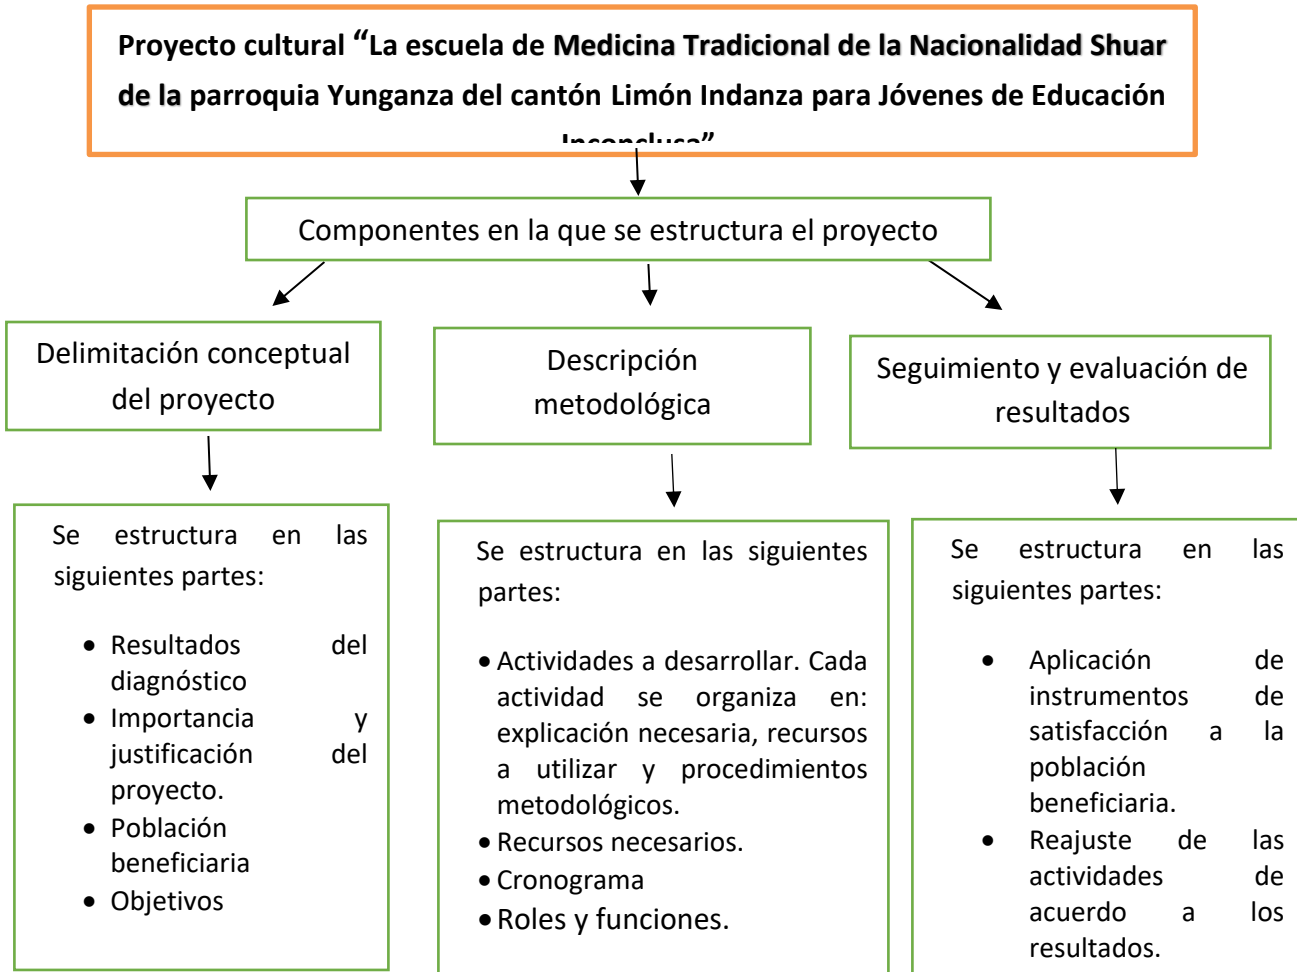 Proyecto cultural “La escuela de Medicina Tradicional de la Nacionalidad Shuar
de la parroquia Yunganza del cantón Limón Indanza para Jóvenes de Educación
Inconclusa”
Componentes en la que se estructura el proyecto
Delimitación conceptual
del proyecto
Descripción
metodológica
Seguimiento y evaluación de
resultados
Se estructura en las
siguientes partes:
• Resultados del
diagnóstico
• Importancia y
justificación del
proyecto.
• Población
beneficiaria
• Objetivos
Se estructura en las siguientes
partes:
• Actividades a desarrollar. Cada
actividad se organiza en:
explicación necesaria, recursos
a utilizar y procedimientos
metodológicos.
• Recursos necesarios.
• Cronograma
• Roles y funciones.
Se estructura en las
siguientes partes:
• Aplicación de
instrumentos de
satisfacción a la
población
beneficiaria.
• Reajuste de las
actividades de
acuerdo a los
resultados.